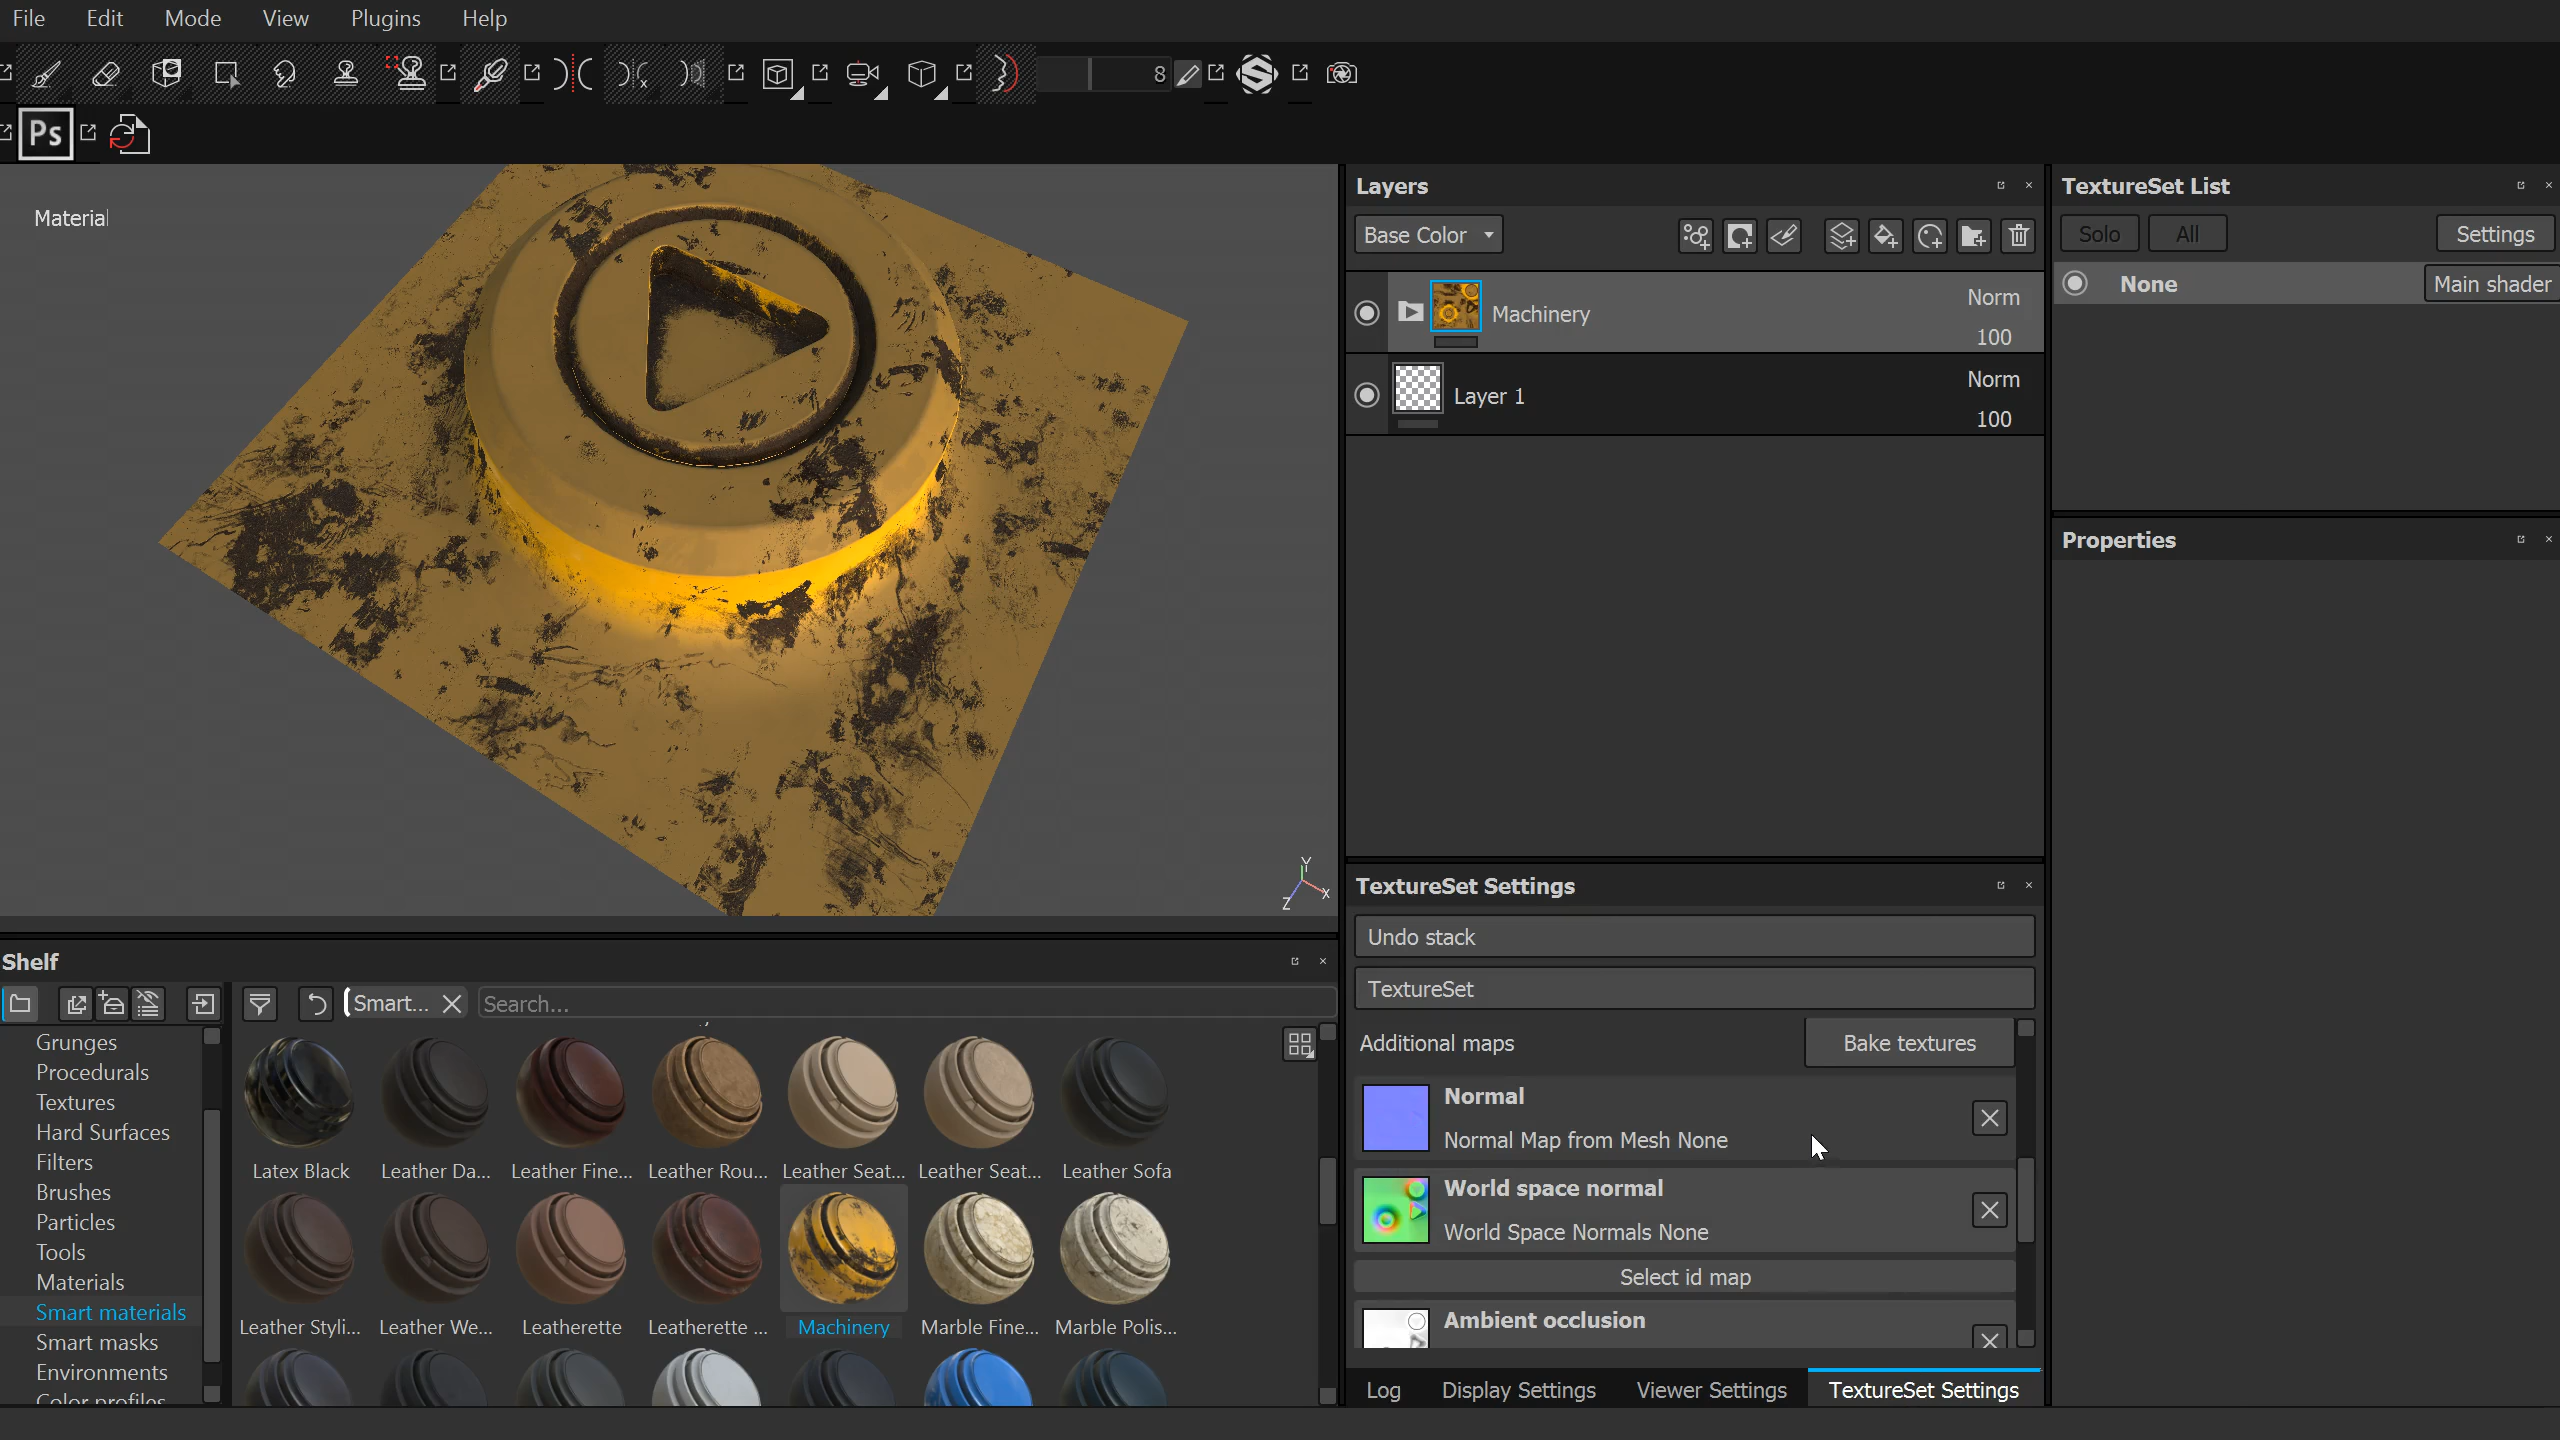 File Edit Mode View Plugins Help
8
Ps
Material
Layers
Base Color
Machinery
Norm
100
Layer 1
Norm
100
TextureSet List
Solo All Settings
None Main shader
Properties
Y
X
Z
TextureSet Settings
Undo stack
TextureSet
Additional maps Bake textures
Normal
Normal Map from Mesh None
World space normal
World Space Normals None
Select id map
Ambient occlusion
Log Display Settings Viewer Settings TextureSet Settings
Shelf
Smart... Search...
Grunges
Procedurals
Textures
Hard Surfaces
Filters
Brushes
Particles
Tools
Materials
Smart materials
Smart masks
Environments
Color profiles
Latex Black Leather Da... Leather Fine... Leather Rou... Leather Seat... Leather Seat... Leather Sofa
Leather Styli... Leather We... Leatherette Leatherette ... Machinery Marble Fine... Marble Polis...